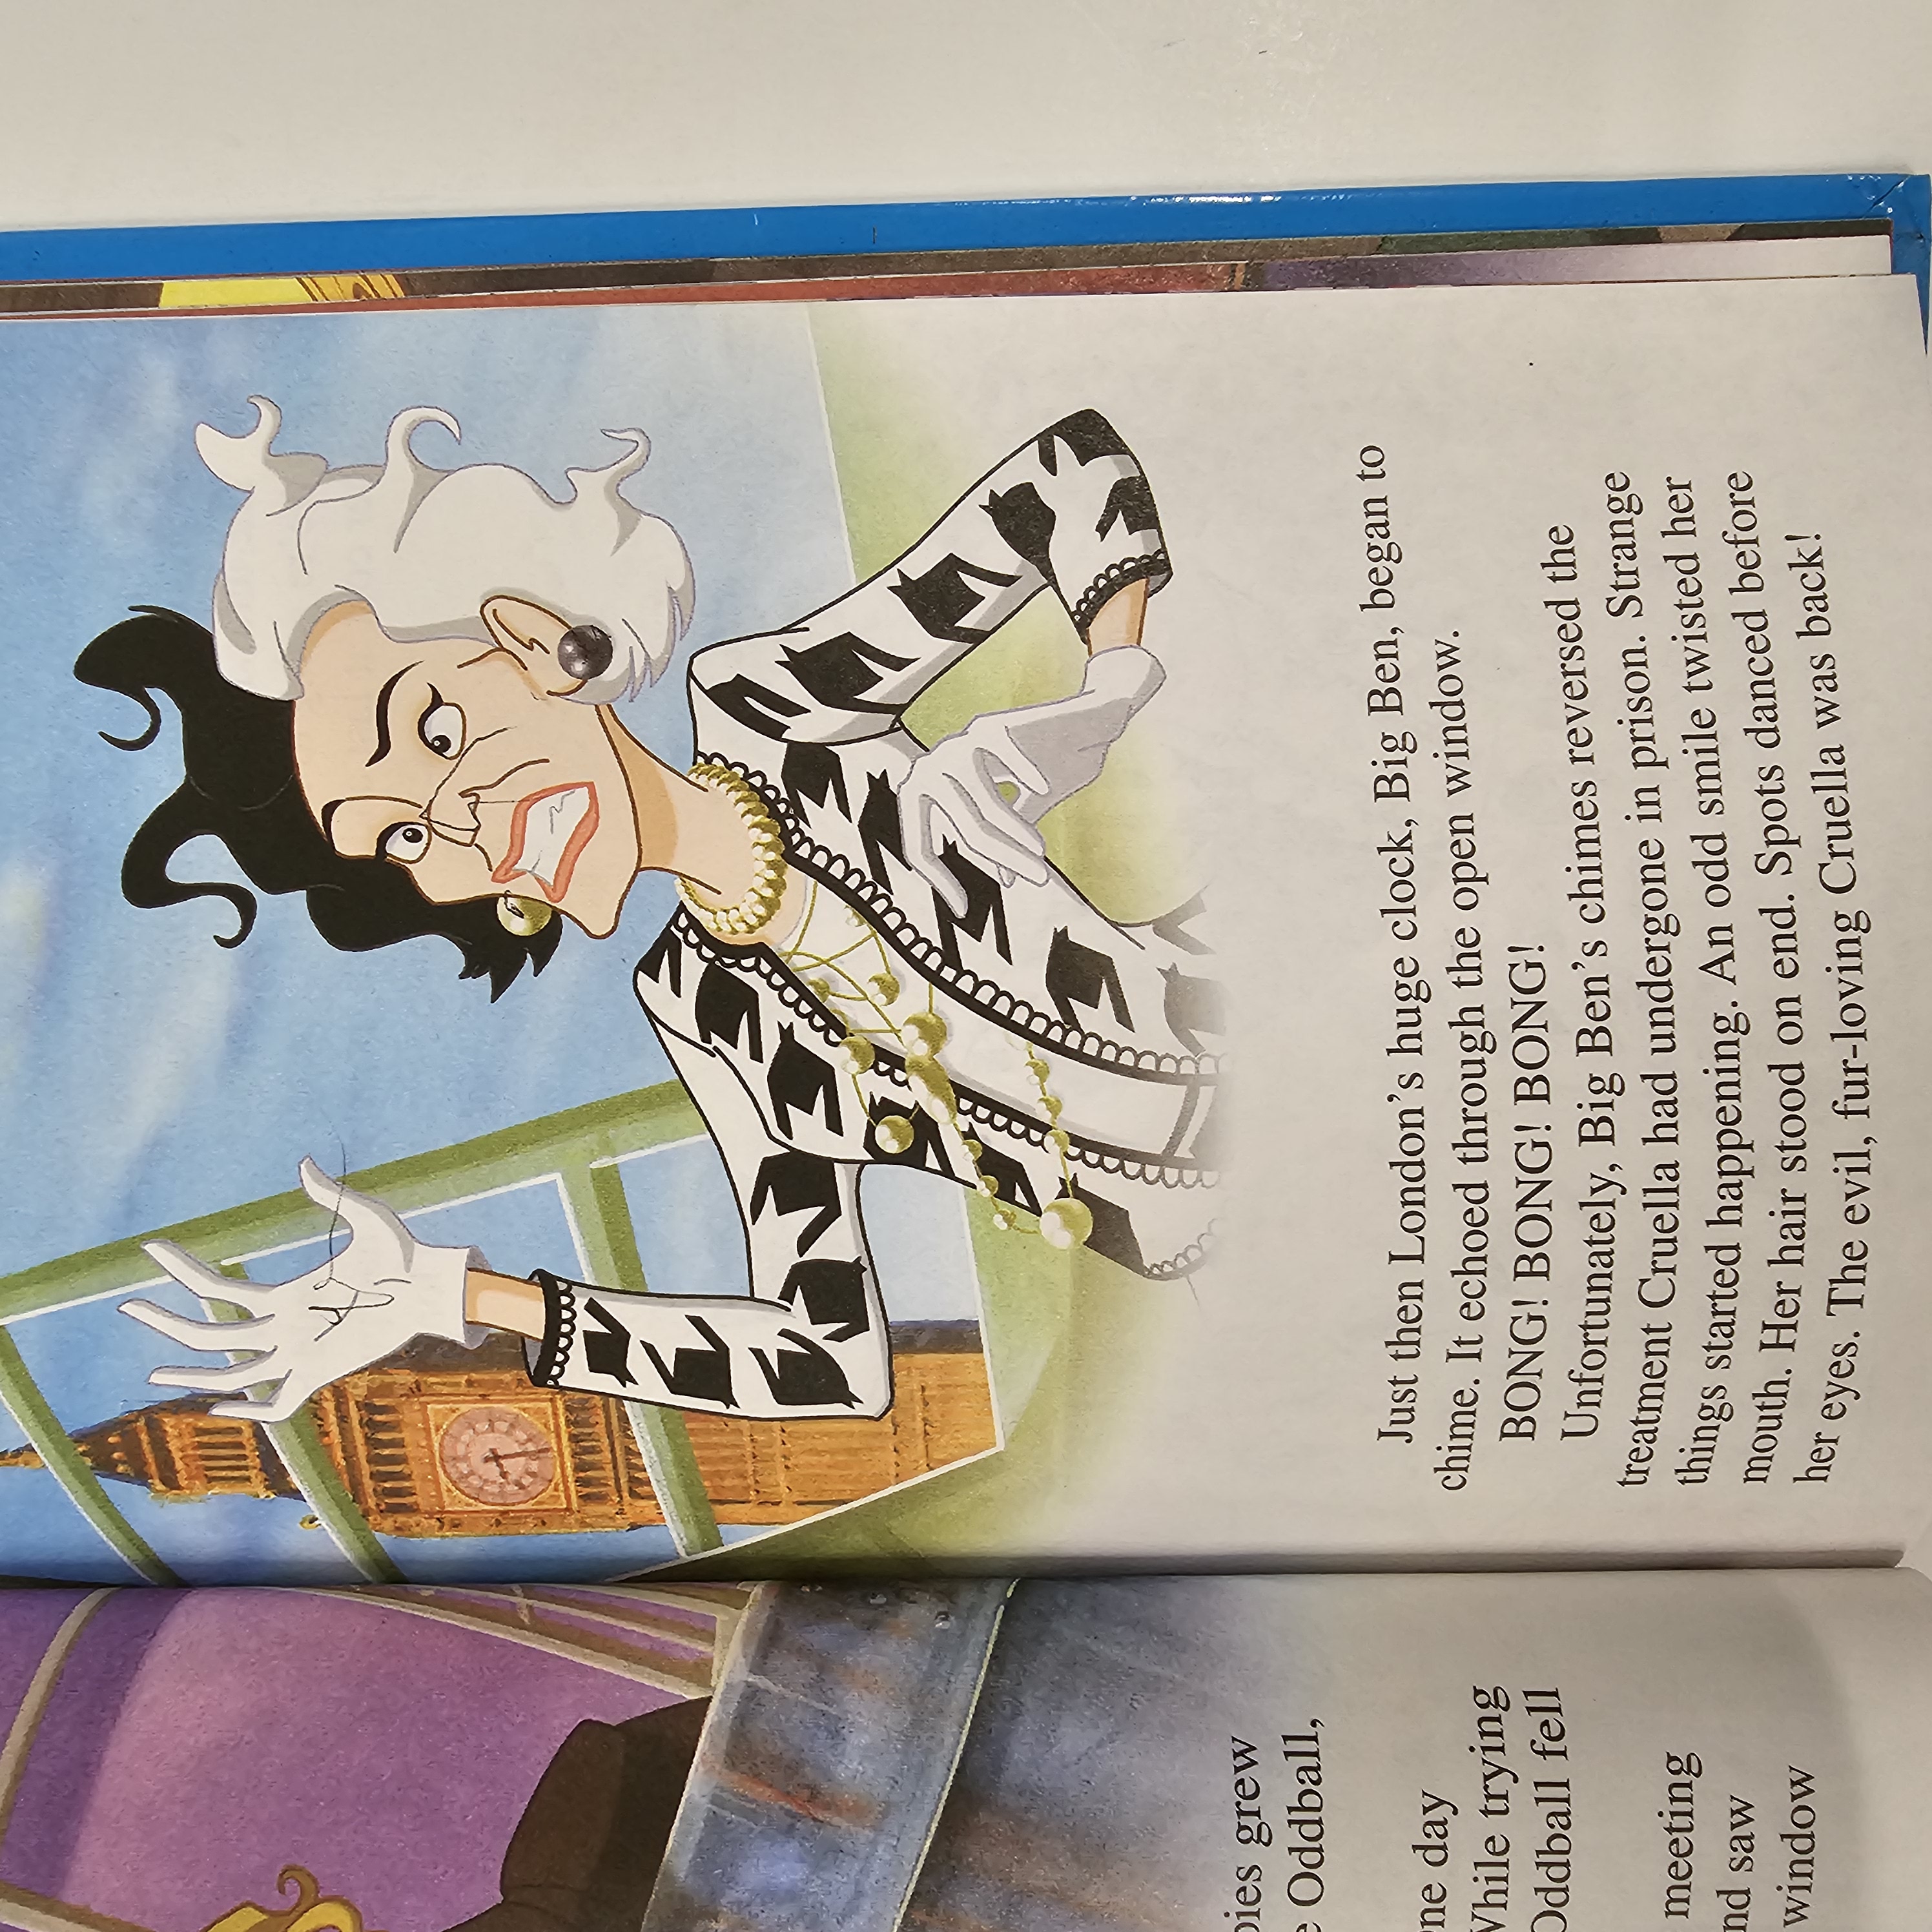 grew
Oddball,
day
While trying
Oddball fell
meeting
saw
window
Just then London's huge clock, Big Ben, began to
chime. It echoed through the open window.
BONG! BONG! BONG!
Unfortunately, Big Ben's chimes reversed the
treatment Cruella had undergone in prison. Strange
things started happening. An odd smile twisted her
mouth. Her hair stood on end. Spots danced before
her eyes. The evil, fur-loving Cruella was back!